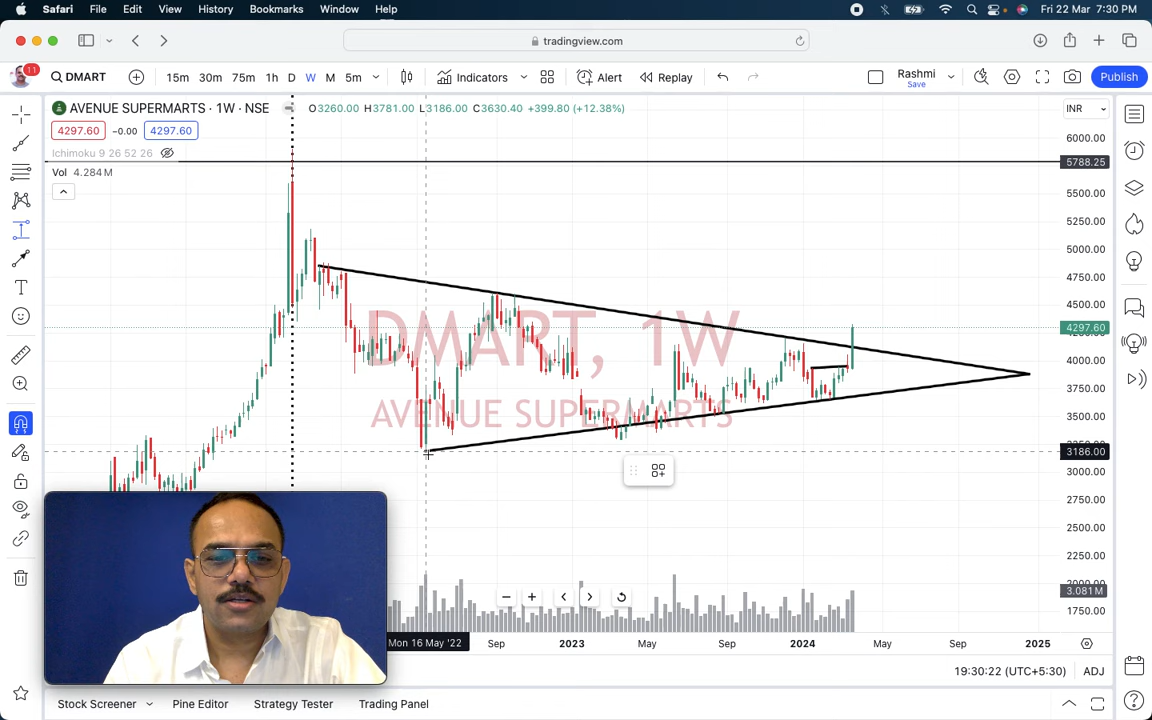 Safari File Edit View History Bookmarks Window Help Fri 22 Mar 7:30 PM
tradingview.com
11 DMART 15m 30m 75m 1h D W M 5m Indicators Alert Replay Rashmi Save Publish
AVENUE SUPERMARTS · 1W · NSE O3260.00 H3781.00 L3186.00 C3630.40 +399.80 (+12.38%) INR
4297.60 -0.00 4297.60
Ichimoku 9 26 52 26
Vol 4.284M
6000.00
5788.25
5500.00
5250.00
5000.00
4750.00
4500.00
4297.60
4000.00
3750.00
3500.00
3186.00
3000.00
2750.00
2500.00
2250.00
2000.00
3.081M
1750.00
DMART, 1W
AVENUE SUPERMARTS
Mon 16 May '22 Sep 2023 May Sep 2024 May Sep 2025
19:30:22 (UTC+5:30) ADJ
Stock Screener Pine Editor Strategy Tester Trading Panel